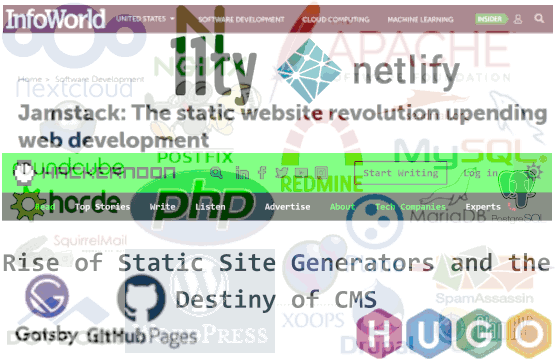 InfoWorld UNITED STATES SOFTWARE DEVELOPMENT CLOUD COMPUTING MACHINE LEARNING INSIDER
NGINX
APACHE
SOFTWARE FOUNDATION
11ty netlify
nextcloud
Home > Software Development
Jamstack: The static website revolution upending
web development
POSTFIX
MySQL
roundcube
HACKERNOON
REDMINE
Start Writing Log in
horde
php
MariaDB
PostgreSQL
Read Top Stories Write Listen Advertise About Tech Companies Experts
SquirrelMail
Rise of Static Site Generators and the
Destiny of CMS
SpamAssassin
WORDPRESS
XOOPS
Drupal
Gatsby GitHub Pages
HUGO